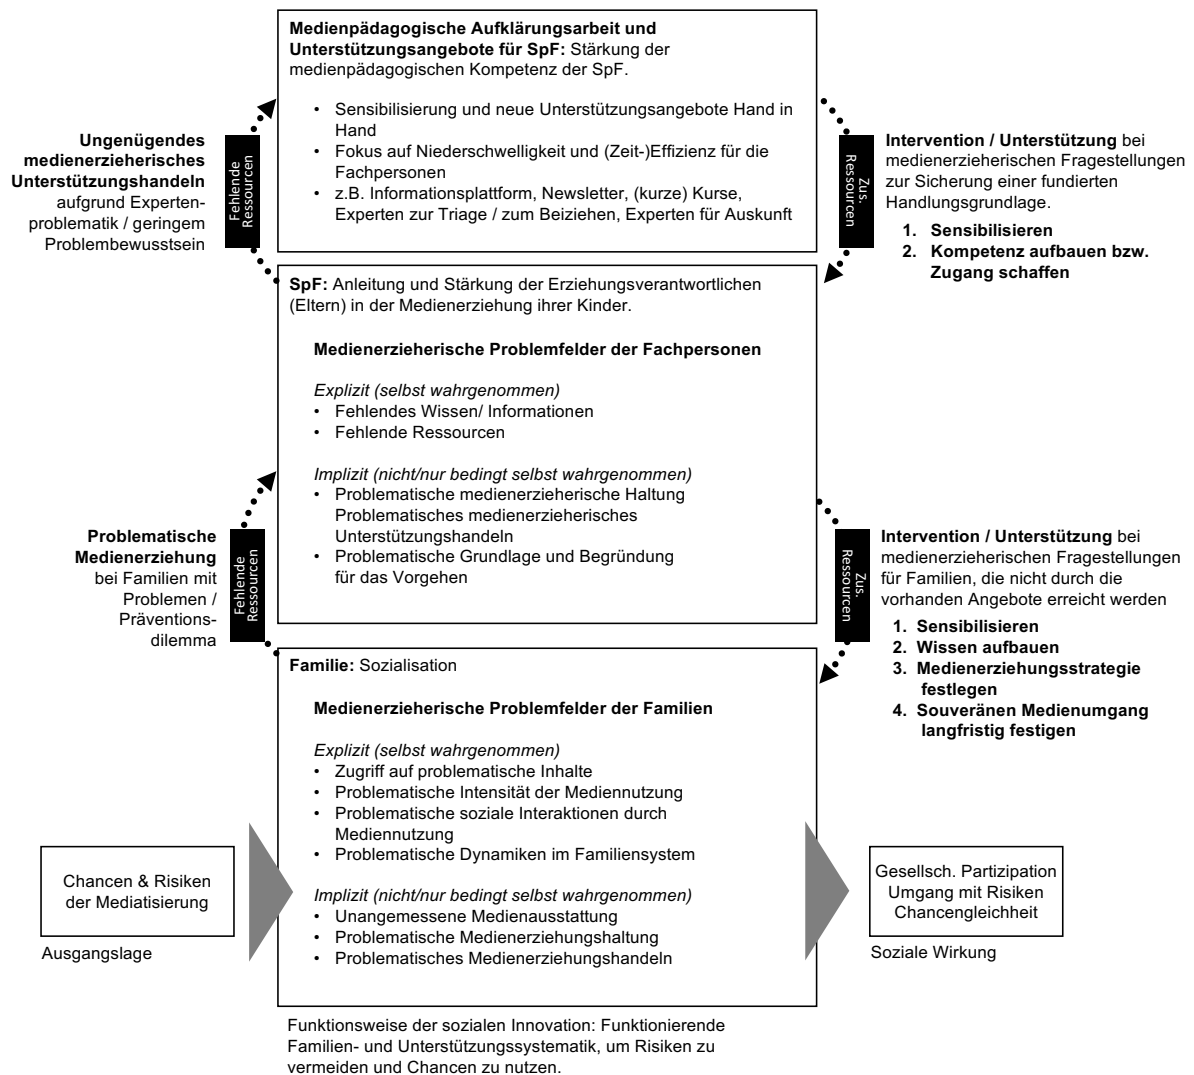 Medienpädagogische Aufklärungsarbeit und
Unterstützungsangebote für SpF: Stärkung der
medienpädagogischen Kompetenz der SpF.
• Sensibilisierung und neue Unterstützungsangebote Hand in
Hand
• Fokus auf Niederschwelligkeit und (Zeit-)Effizienz für die
Fachpersonen
• z.B. Informationsplattform, Newsletter, (kurze) Kurse,
Experten zur Triage / zum Beiziehen, Experten für Auskunft
Ungenügendes
medienerzieherisches
Unterstützungshandeln
aufgrund Experten-
problematik / geringem
Problembewusstsein
Fehlende
Ressourcen
Zus.
Ressourcen
Intervention / Unterstützung bei
medienerzieherischen Fragestellungen
zur Sicherung einer fundierten
Handlungsgrundlage.
1. Sensibilisieren
2. Kompetenz aufbauen bzw.
Zugang schaffen
SpF: Anleitung und Stärkung der Erziehungsverantwortlichen
(Eltern) in der Medienerziehung ihrer Kinder.
Medienerzieherische Problemfelder der Fachpersonen
Explizit (selbst wahrgenommen)
• Fehlendes Wissen/ Informationen
• Fehlende Ressourcen
Implizit (nicht/nur bedingt selbst wahrgenommen)
• Problematische medienerzieherische Haltung
Problematisches medienerzieherisches
Unterstützungshandeln
• Problematische Grundlage und Begründung
für das Vorgehen
Problematische
Medienerziehung
bei Familien mit
Problemen /
Präventions-
dilemma
Fehlende
Ressourcen
Zus.
Ressourcen
Intervention / Unterstützung bei
medienerzieherischen Fragestellungen
für Familien, die nicht durch die
vorhanden Angebote erreicht werden
1. Sensibilisieren
2. Wissen aufbauen
3. Medienerziehungsstrategie
festlegen
4. Souveränen Medienumgang
langfristig festigen
Familie: Sozialisation
Medienerzieherische Problemfelder der Familien
Explizit (selbst wahrgenommen)
• Zugriff auf problematische Inhalte
• Problematische Intensität der Mediennutzung
• Problematische soziale Interaktionen durch
Mediennutzung
• Problematische Dynamiken im Familiensystem
Implizit (nicht/nur bedingt selbst wahrgenommen)
• Unangemessene Medienausstattung
• Problematische Medienerziehungshaltung
• Problematisches Medienerziehungshandeln
Chancen & Risiken
der Mediatisierung
Ausgangslage
Gesellsch. Partizipation
Umgang mit Risiken
Chancengleichheit
Soziale Wirkung
Funktionsweise der sozialen Innovation: Funktionierende
Familien- und Unterstützungssystematik, um Risiken zu
vermeiden und Chancen zu nutzen.